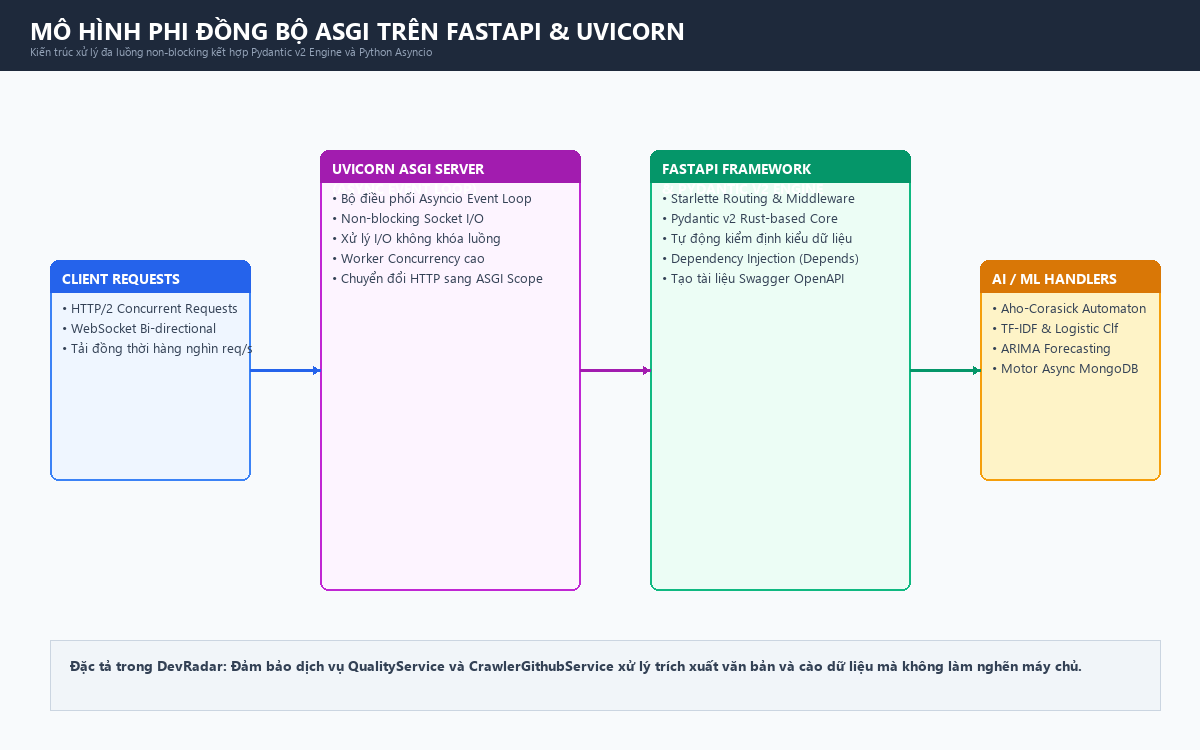 MÔ HÌNH PHI ĐỒNG BỘ ASGI TRÊN FASTAPI & UVICORN
Kiến trúc xử lý đa luồng non-blocking kết hợp Pydantic v2 Engine và Python Asyncio
CLIENT REQUESTS
• HTTP/2 Concurrent Requests
• WebSocket Bi-directional
• Tải đồng thời hàng nghìn req/s
UVICORN ASGI SERVER
• Bộ điều phối Asyncio Event Loop
• Non-blocking Socket I/O
• Xử lý I/O không khóa luồng
• Worker Concurrency cao
• Chuyển đổi HTTP sang ASGI Scope
FASTAPI FRAMEWORK
• Starlette Routing & Middleware
• Pydantic v2 Rust-based Core
• Tự động kiểm định kiểu dữ liệu
• Dependency Injection (Depends)
• Tạo tài liệu Swagger OpenAPI
AI / ML HANDLERS
• Aho-Corasick Automaton
• TF-IDF & Logistic Clf
• ARIMA Forecasting
• Motor Async MongoDB
Đặc tả trong DevRadar: Đảm bảo dịch vụ QualityService và CrawlerGithubService xử lý trích xuất văn bản và cào dữ liệu mà không làm nghẽn máy chủ.